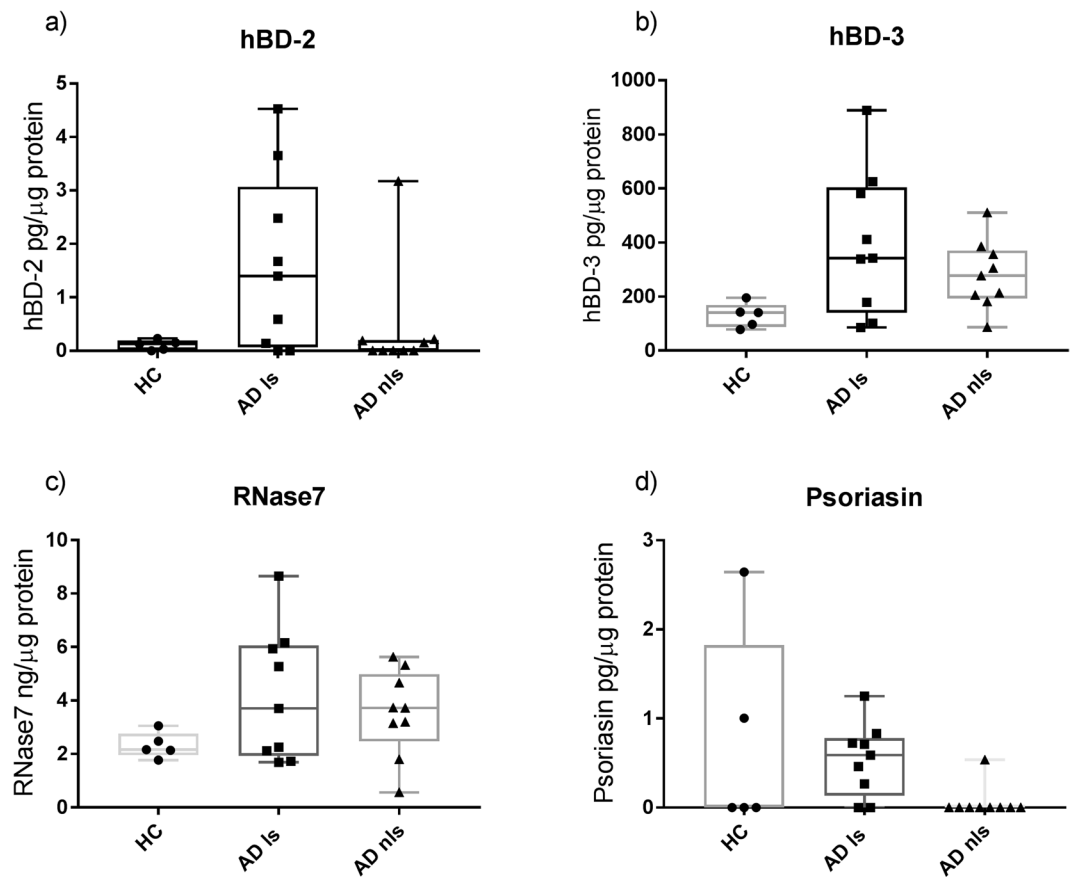 a)
hBD-2
hBD-2 pg/µg protein
5
4
3
2
1
0
HC
AD ls
AD nls
b)
hBD-3
hBD-3 pg/µg protein
1000
800
600
400
200
0
HC
AD ls
AD nls
c)
RNase7
RNase7 ng/µg protein
10
8
6
4
2
0
HC
AD ls
AD nls
d)
Psoriasin
Psoriasin pg/µg protein
3
2
1
0
HC
AD ls
AD nls